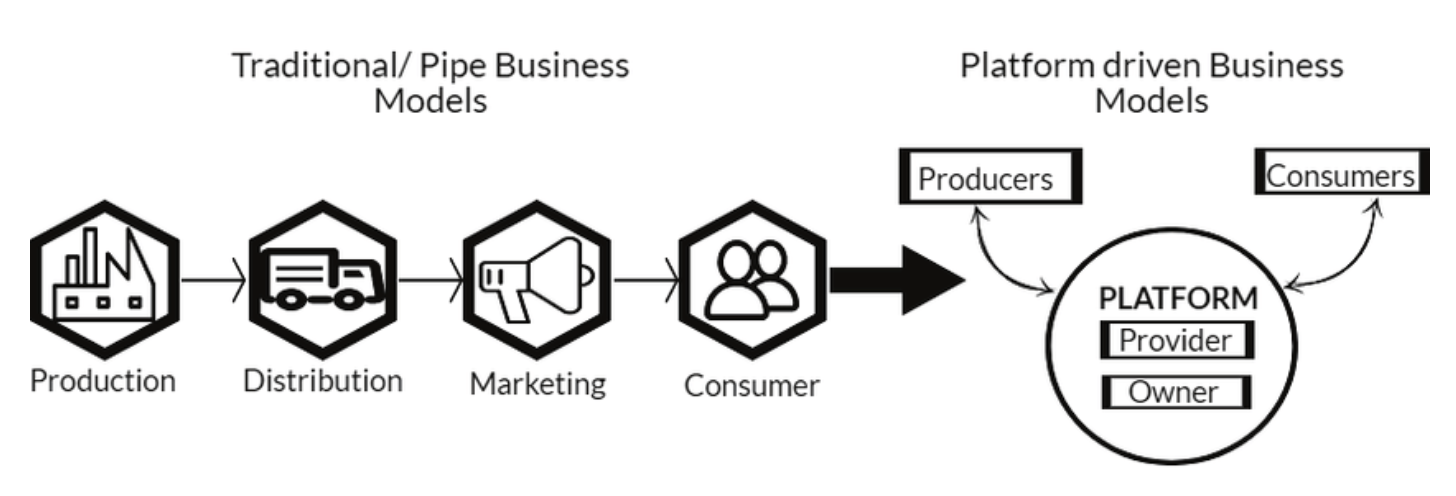 Traditional/ Pipe Business
Models
Production
Distribution
Marketing
Consumer
Platform driven Business
Models
Producers
Consumers
PLATFORM
Provider
Owner